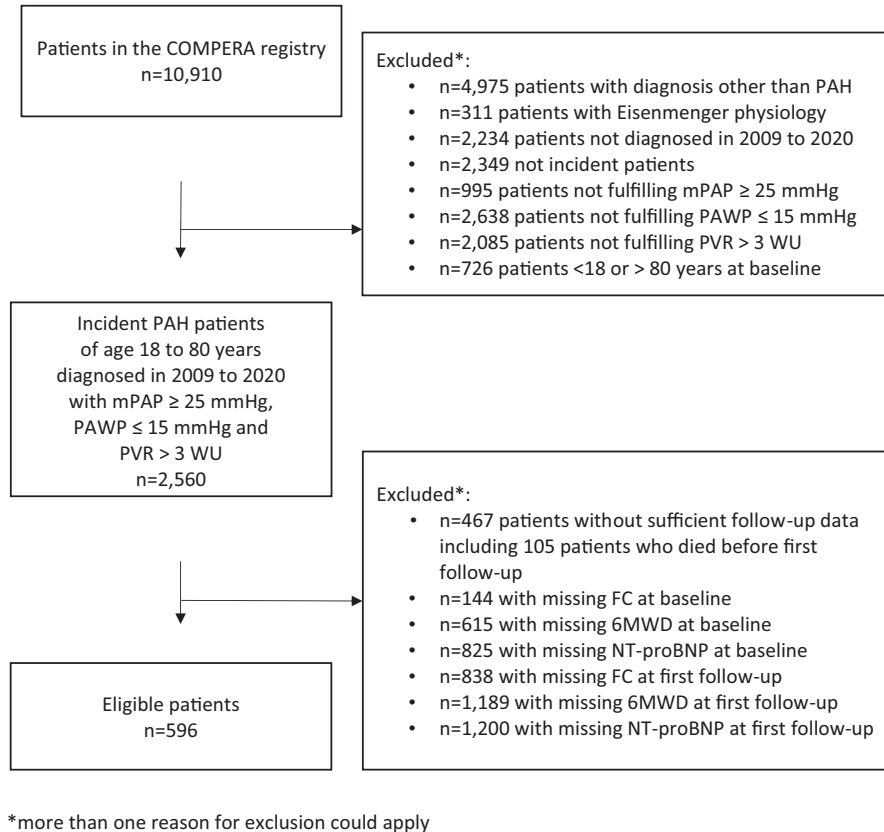 Patients in the COMPERA registry
n=10,910
Excluded*:
• n=4,975 patients with diagnosis other than PAH
• n=311 patients with Eisenmenger physiology
• n=2,234 patients not diagnosed in 2009 to 2020
• n=2,349 not incident patients
• n=995 patients not fulfilling mPAP ≥ 25 mmHg
• n=2,638 patients not fulfilling PAWP ≤ 15 mmHg
• n=2,085 patients not fulfilling PVR > 3 WU
• n=726 patients <18 or > 80 years at baseline
Incident PAH patients
of age 18 to 80 years
diagnosed in 2009 to 2020
with mPAP ≥ 25 mmHg,
PAWP ≤ 15 mmHg and
PVR > 3 WU
n=2,560
Excluded*:
• n=467 patients without sufficient follow-up data
including 105 patients who died before first
follow-up
• n=144 with missing FC at baseline
• n=615 with missing 6MWD at baseline
• n=825 with missing NT-proBNP at baseline
• n=838 with missing FC at first follow-up
• n=1,189 with missing 6MWD at first follow-up
• n=1,200 with missing NT-proBNP at first follow-up
Eligible patients
n=596
*more than one reason for exclusion could apply